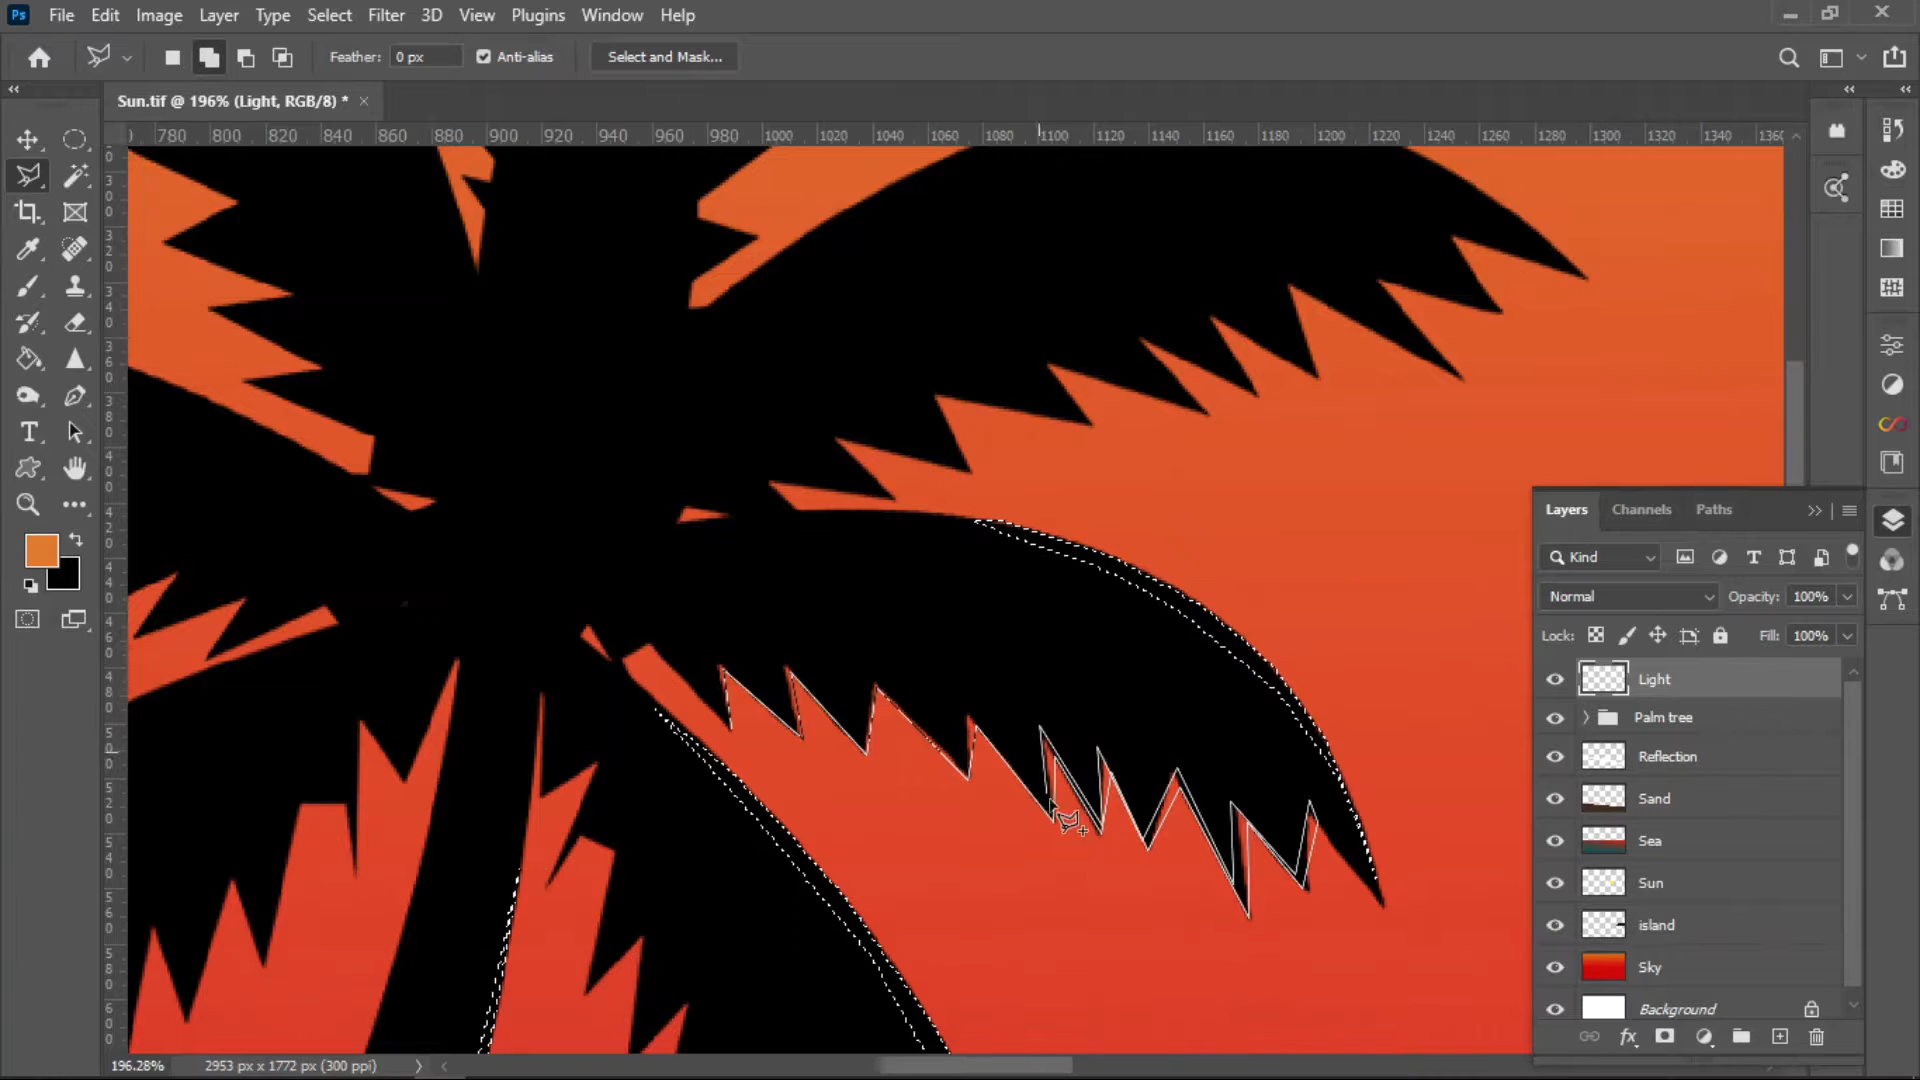 Ps File Edit Image Layer Type Select Filter 3D View Plugins Window Help
Feather: 0 px Anti-alias Select and Mask...
Sun.tif @ 196% (Light, RGB/8) *
780 800 820 840 860 880 900 920 940 960 980 1000 1020 1040 1060 1080 1100 1120 1140 1160 1180 1200 1220 1240 1260 1280 1300 1320 1340 1360
Layers Channels Paths
Kind
Normal Opacity: 100%
Lock: Fill: 100%
Light
Palm tree
Reflection
Sand
Sea
Sun
island
Sky
Background
fx
196.28% 2953 px x 1772 px (300 ppi)